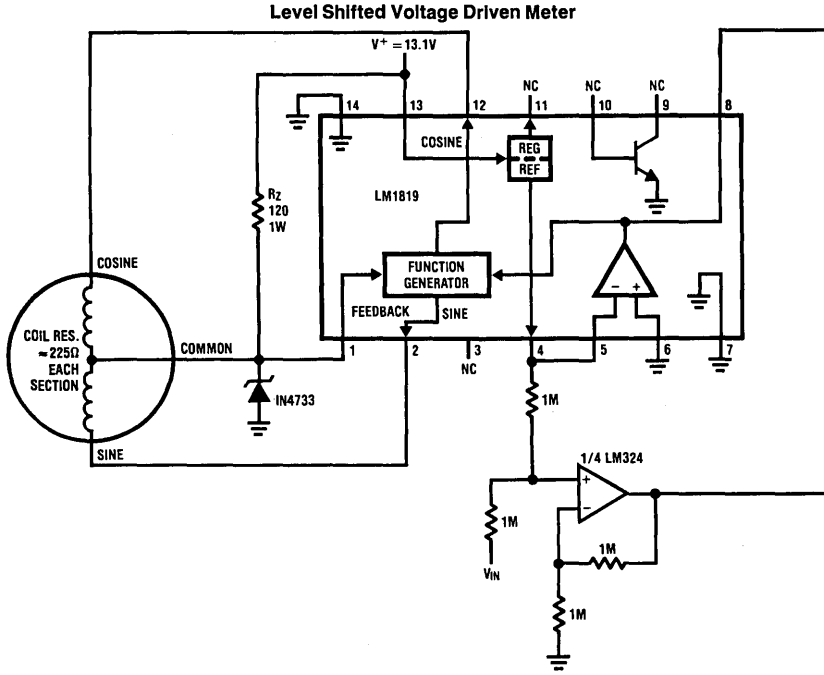 Level Shifted Voltage Driven Meter
V+ = 13.1V
NC
NC
NC
14
13
12
11
10
9
8
COSINE
REG
REF
LM1819
RZ
120
1W
COSINE
FUNCTION
GENERATOR
FEEDBACK
SINE
- +
COIL RES.
≈225Ω
EACH
SECTION
COMMON
1
2
3
4
5
6
7
NC
IN4733
SINE
1M
1/4 LM324
+
-
1M
VIN
1M
1M